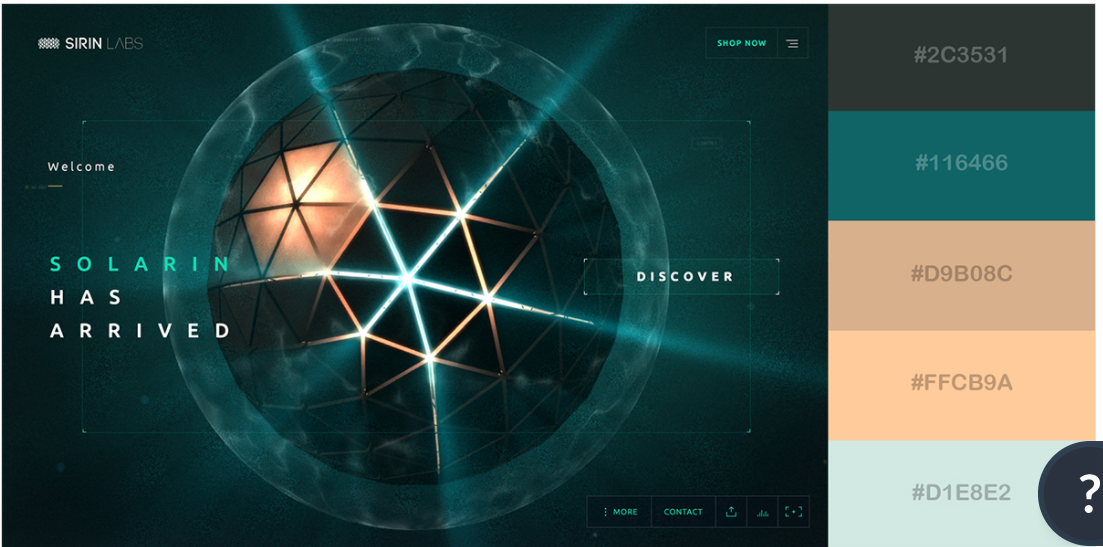 SIRIN LABS
SHOP NOW
Welcome
SOLARIN
HAS
ARRIVED
DISCOVER
MORE
CONTACT
#2C3531
#116466
#D9B08C
#FFCB9A
#D1E8E2
?